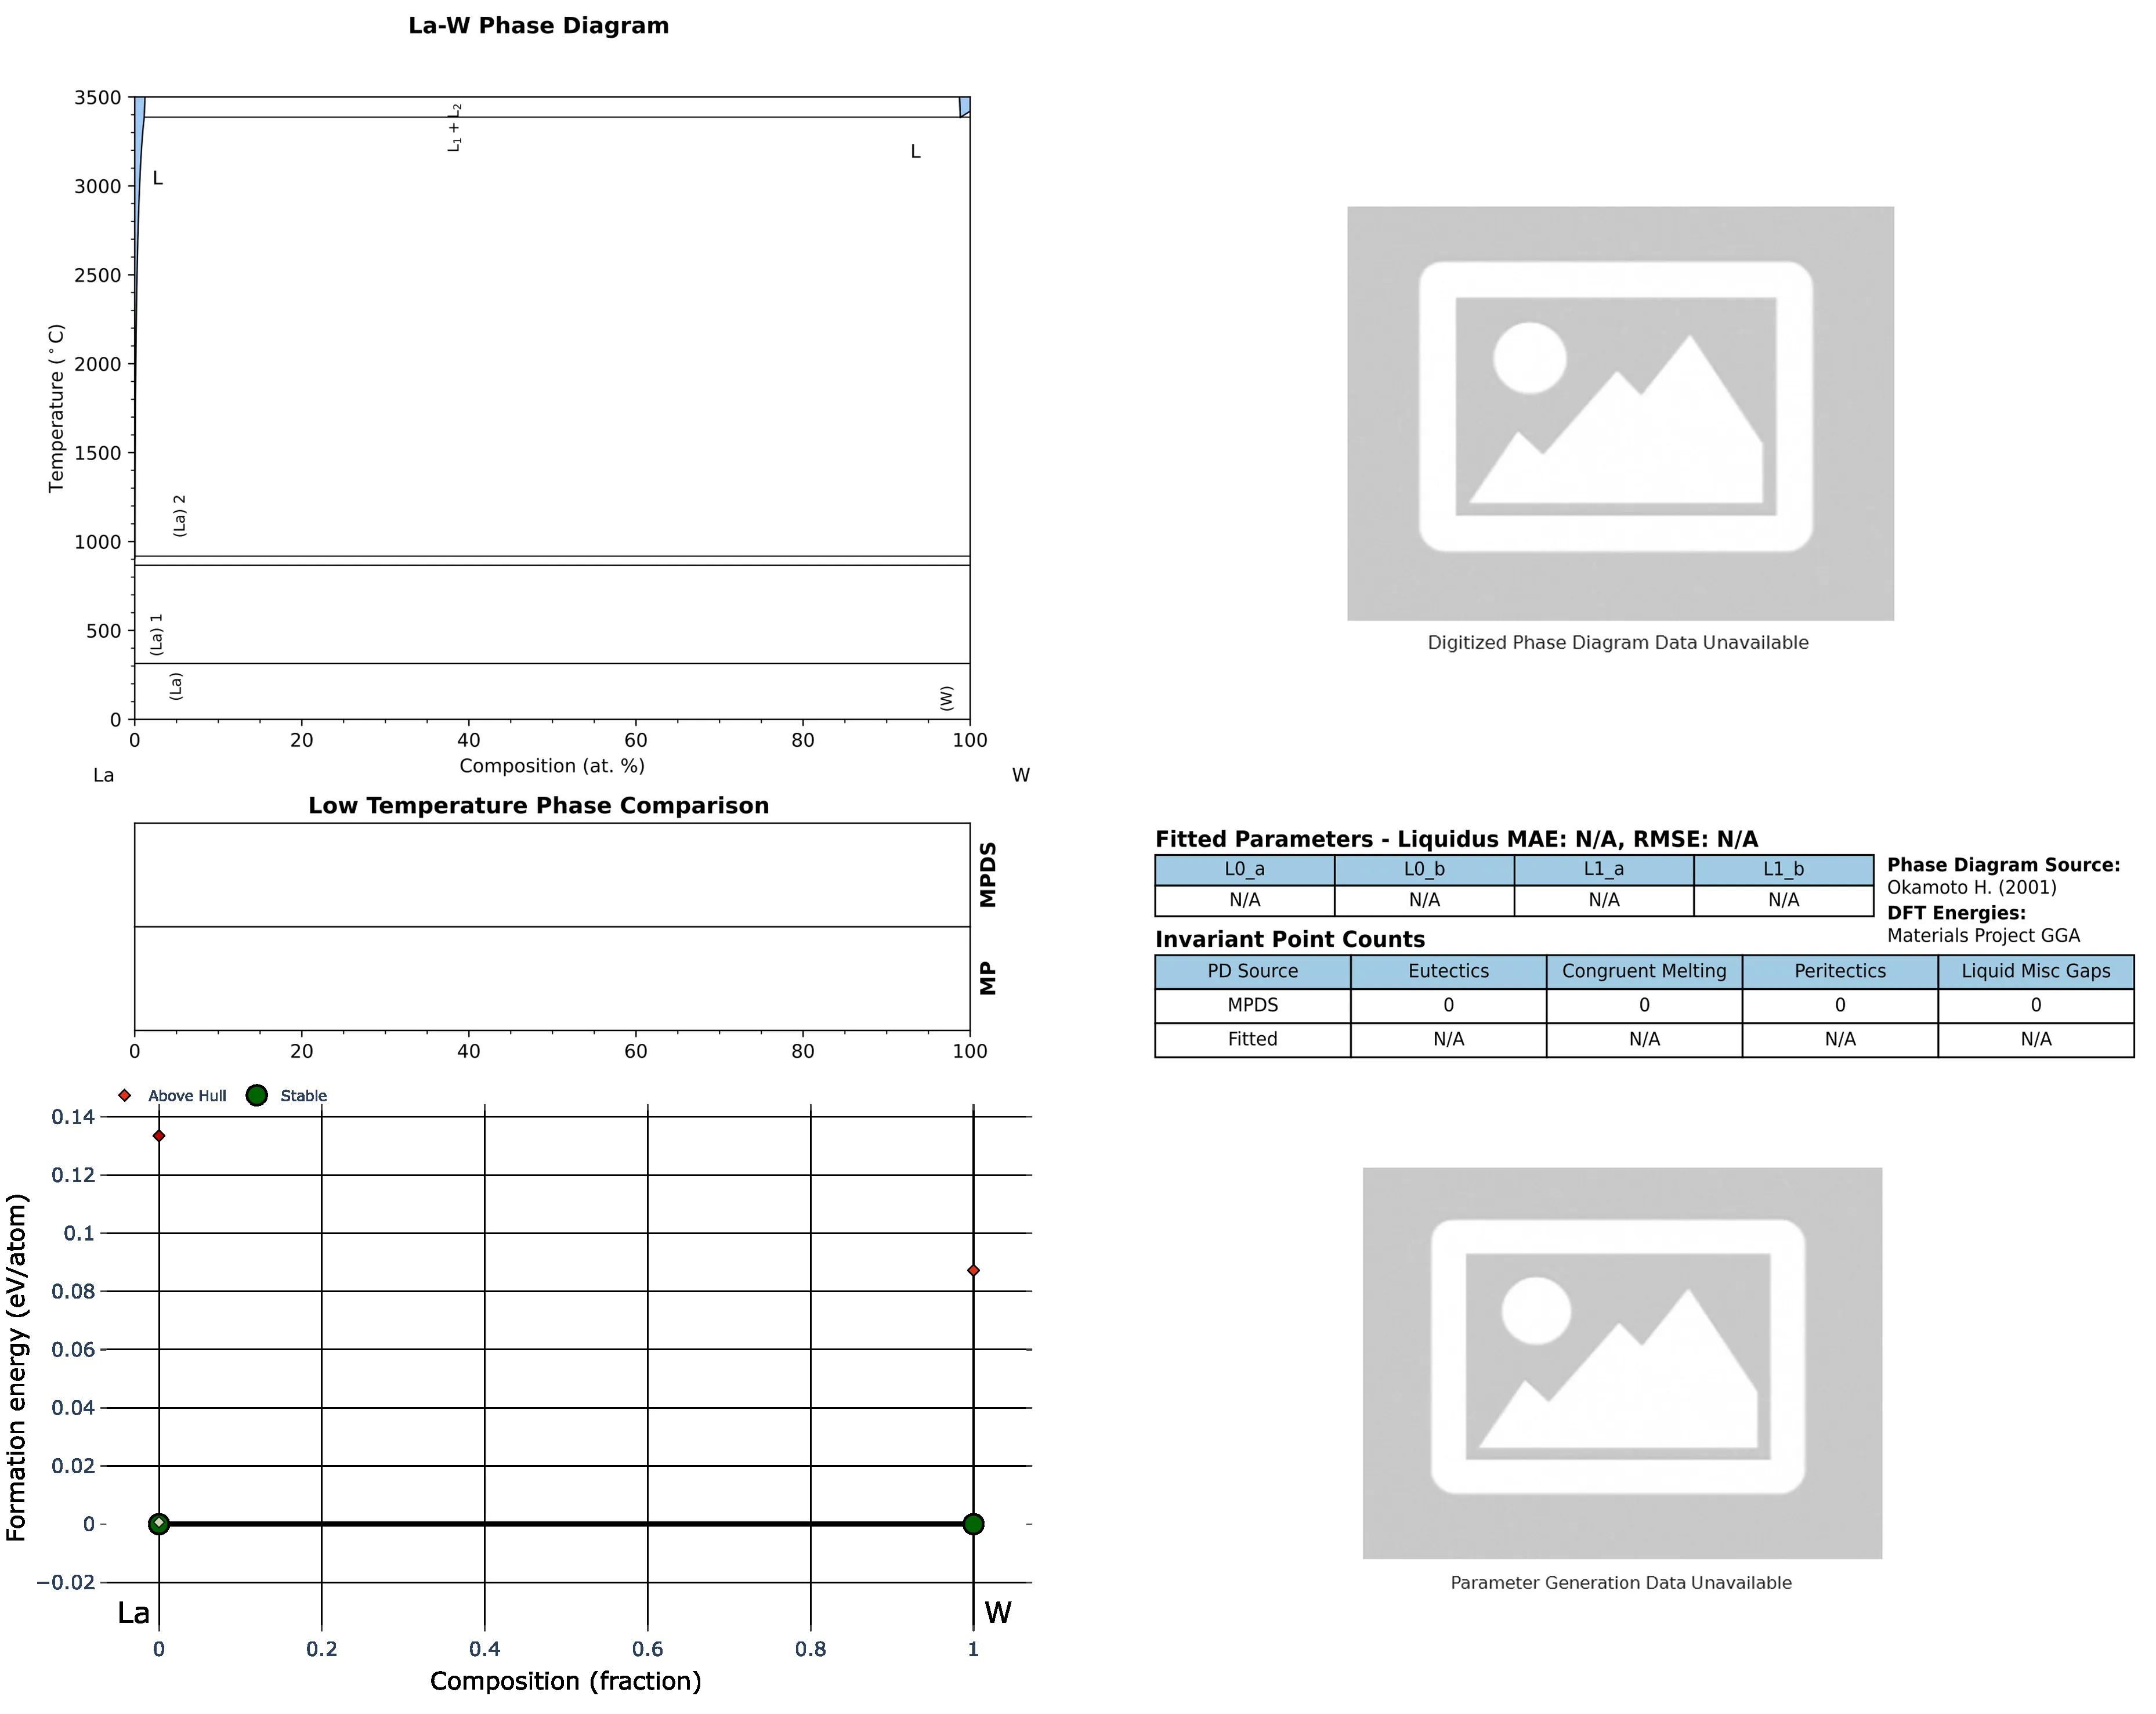 La-W Phase Diagram
3500
3000
2500
2000
1500
1000
500
0
Temperature (°C)
L₁ + L₂
L
L
(La) 2
(La) 1
(La)
(W)
0 20 40 60 80 100
Composition (at. %)
La W
Digitized Phase Diagram Data Unavailable
Low Temperature Phase Comparison
MPDS
MP
0 20 40 60 80 100
Fitted Parameters - Liquidus MAE: N/A, RMSE: N/A
L0_a L0_b L1_a L1_b
N/A N/A N/A N/A
Phase Diagram Source:
Okamoto H. (2001)
DFT Energies:
Materials Project GGA
Invariant Point Counts
PD Source Eutectics Congruent Melting Peritectics Liquid Misc Gaps
MPDS 0 0 0 0
Fitted N/A N/A N/A N/A
Above Hull Stable
0.14
0.12
0.1
0.08
0.06
0.04
0.02
0
−0.02
Formation energy (eV/atom)
La W
0 0.2 0.4 0.6 0.8 1
Composition (fraction)
Parameter Generation Data Unavailable